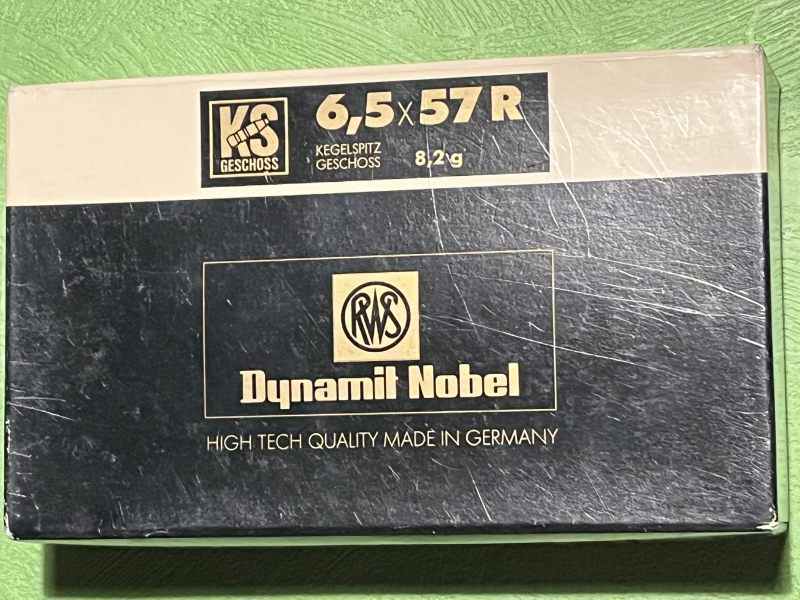 KS
GESCHOSS
6,5x57 R
KEGELSPITZ
GESCHOSS
8,2 g
RWS
Dynamit Nobel
HIGH TECH QUALITY MADE IN GERMANY